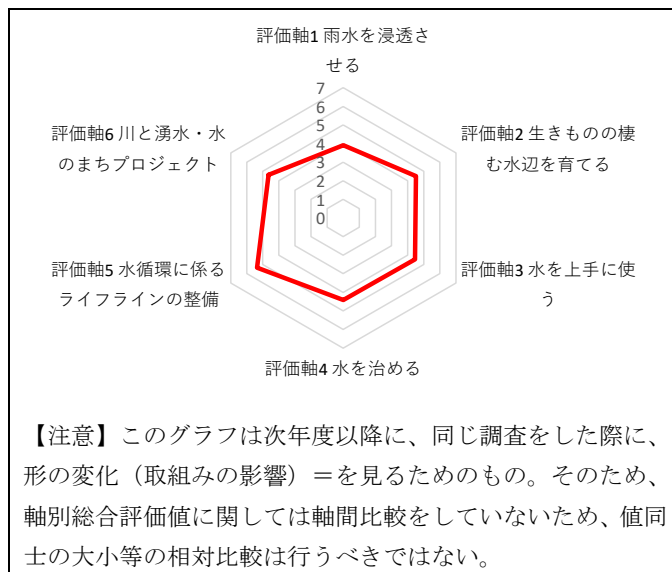 評価軸1 雨水を浸透さ
せる
7
6
5
4
3
2
1
0
評価軸2 生きものの棲
む水辺を育てる
評価軸3 水を上手に使
う
評価軸4 水を治める
評価軸5 水循環に係る
ライフラインの整備
評価軸6 川と湧水・水
のまちプロジェクト
【注意】このグラフは次年度以降に、同じ調査をした際に、
形の変化（取組みの影響）＝を見るためのもの。そのため、
軸別総合評価値に関しては軸間比較をしていないため、値同
士の大小等の相対比較は行うべきではない。